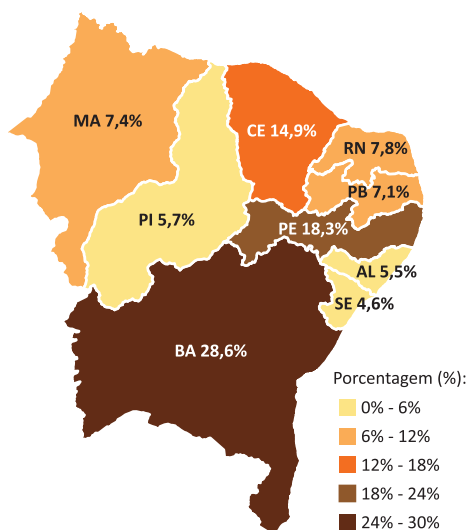 MA 7,4%
CE 14,9%
RN 7,8%
PB 7,1%
PI 5,7%
PE 18,3%
AL 5,5%
SE 4,6%
BA 28,6%
Porcentagem (%):
0% - 6%
6% - 12%
12% - 18%
18% - 24%
24% - 30%